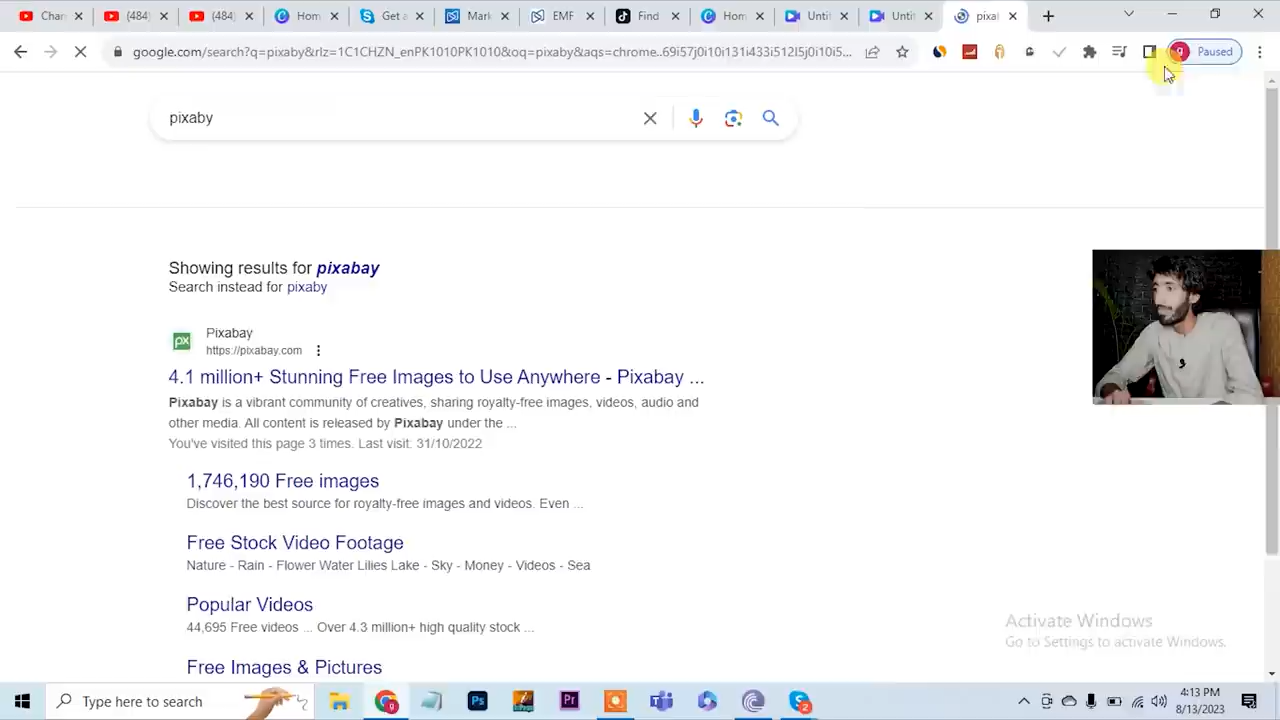 Chan
(484)
(484)
Hom
Get a
Mark
EMF
Find
Hom
Unti
Unti
pixal
google.com/search?q=pixaby&rlz=1C1CHZN_enPK1010PK1010&oq=pixaby&aqs=chrome..69i57j0i10i131i433i512l5j0i10i5...
Paused
pixaby
Showing results for pixabay
Search instead for pixaby
px
Pixabay
https://pixabay.com
4.1 million+ Stunning Free Images to Use Anywhere - Pixabay ...
Pixabay is a vibrant community of creatives, sharing royalty-free images, videos, audio and
other media. All content is released by Pixabay under the ...
You've visited this page 3 times. Last visit: 31/10/2022
1,746,190 Free images
Discover the best source for royalty-free images and videos. Even ...
Free Stock Video Footage
Nature - Rain - Flower Water Lilies Lake - Sky - Money - Videos - Sea
Popular Videos
44,695 Free videos ... Over 4.3 million+ high quality stock ...
Free Images & Pictures
Activate Windows
Go to Settings to activate Windows.
Type here to search
Ps
Pr
2
4:13 PM
8/13/2023